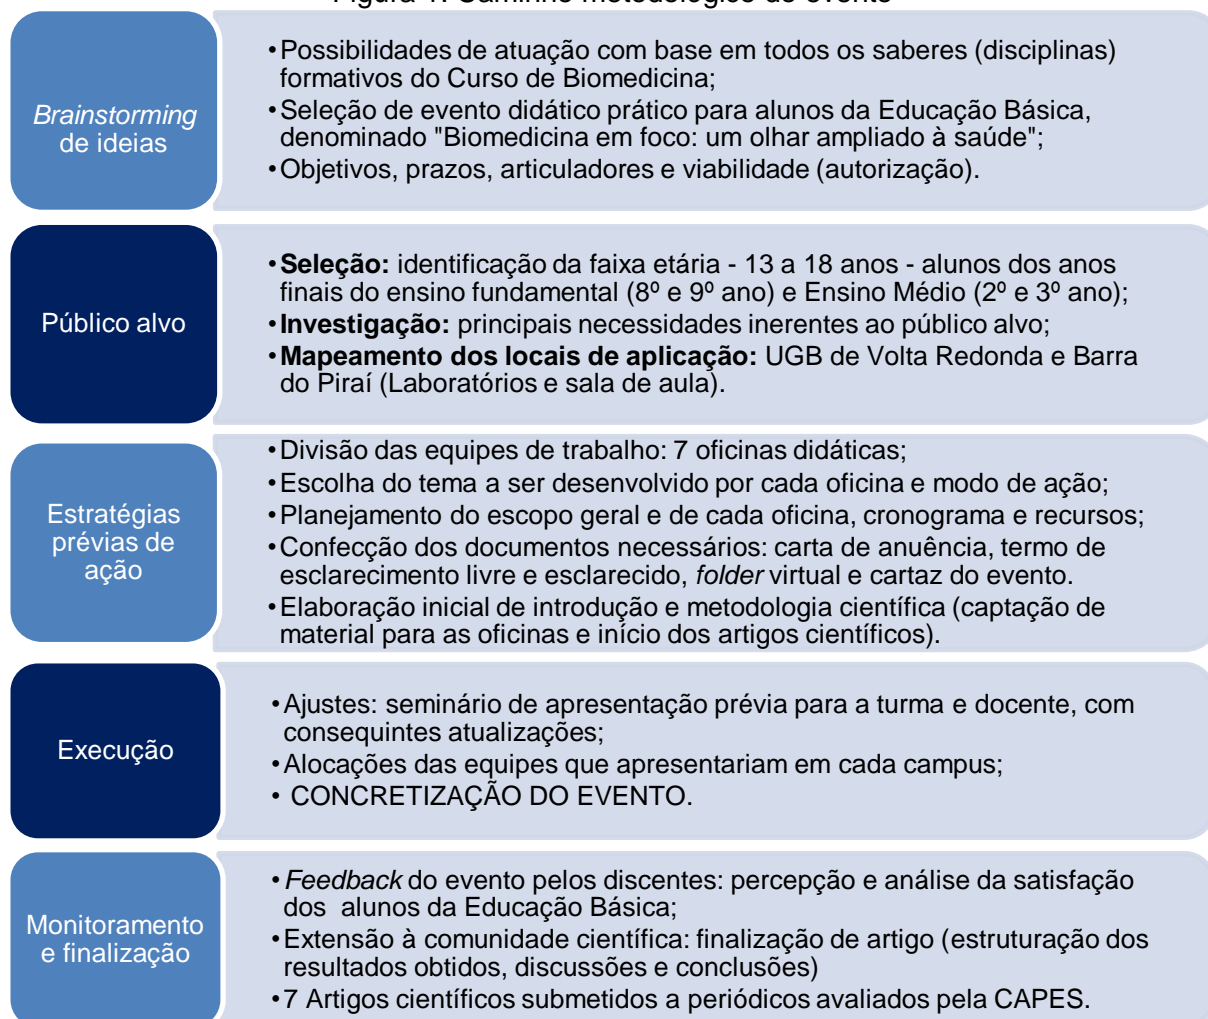 Figura 1: Caminho metodológico do evento
Brainstorming
de ideias
•Possibilidades de atuação com base em todos os saberes (disciplinas)
formativos do Curso de Biomedicina;
•Seleção de evento didático prático para alunos da Educação Básica,
denominado "Biomedicina em foco: um olhar ampliado à saúde";
•Objetivos, prazos, articuladores e viabilidade (autorização).
Público alvo
•Seleção: identificação da faixa etária - 13 a 18 anos - alunos dos anos
finais do ensino fundamental (8º e 9º ano) e Ensino Médio (2º e 3º ano);
•Investigação: principais necessidades inerentes ao público alvo;
•Mapeamento dos locais de aplicação: UGB de Volta Redonda e Barra
do Piraí (Laboratórios e sala de aula).
Estratégias
prévias de
ação
•Divisão das equipes de trabalho: 7 oficinas didáticas;
•Escolha do tema a ser desenvolvido por cada oficina e modo de ação;
•Planejamento do escopo geral e de cada oficina, cronograma e recursos;
•Confecção dos documentos necessários: carta de anuência, termo de
esclarecimento livre e esclarecido, folder virtual e cartaz do evento.
•Elaboração inicial de introdução e metodologia científica (captação de
material para as oficinas e início dos artigos científicos).
Execução
•Ajustes: seminário de apresentação prévia para a turma e docente, com
consequintes atualizações;
•Alocações das equipes que apresentariam em cada campus;
• CONCRETIZAÇÃO DO EVENTO.
Monitoramento
e finalização
•Feedback do evento pelos discentes: percepção e análise da satisfação
dos alunos da Educação Básica;
•Extensão à comunidade científica: finalização de artigo (estruturação dos
resultados obtidos, discussões e conclusões)
•7 Artigos científicos submetidos a periódicos avaliados pela CAPES.